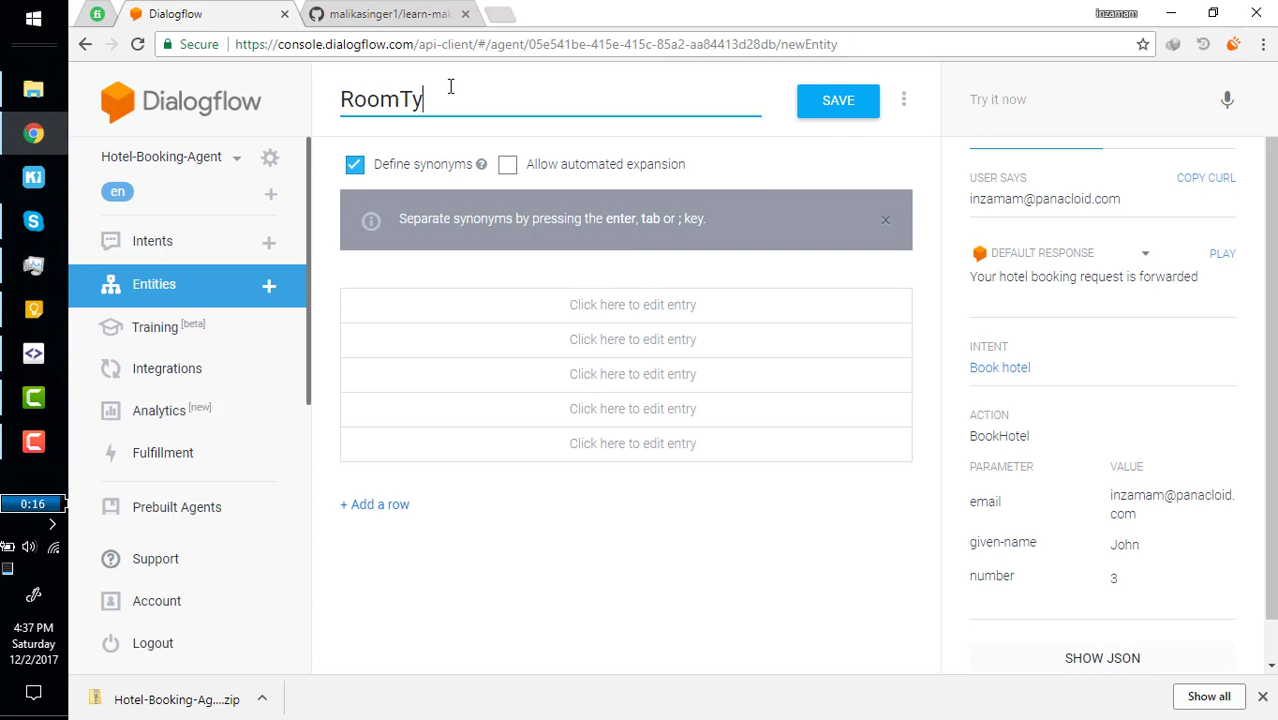 Dialogflow
malikasinger1/learn-mak
inzamam
Secure
https://console.dialogflow.com/api-client/#/agent/05e541be-415e-415c-85a2-aa84413d28db/newEntity
Dialogflow
RoomTy
SAVE
Try it now
Hotel-Booking-Agent
en
Define synonyms
Allow automated expansion
Separate synonyms by pressing the enter, tab or ; key.
Intents
Entities
Training [beta]
Integrations
Analytics [new]
Fulfillment
Prebuilt Agents
Support
Account
Logout
Click here to edit entry
Click here to edit entry
Click here to edit entry
Click here to edit entry
Click here to edit entry
+ Add a row
USER SAYS
COPY CURL
inzamam@panacloid.com
DEFAULT RESPONSE
PLAY
Your hotel booking request is forwarded
INTENT
Book hotel
ACTION
BookHotel
PARAMETER
VALUE
email
inzamam@panacloid.
com
given-name
John
number
3
SHOW JSON
0:16
4:37 PM
Saturday
12/2/2017
Hotel-Booking-Ag....zip
Show all